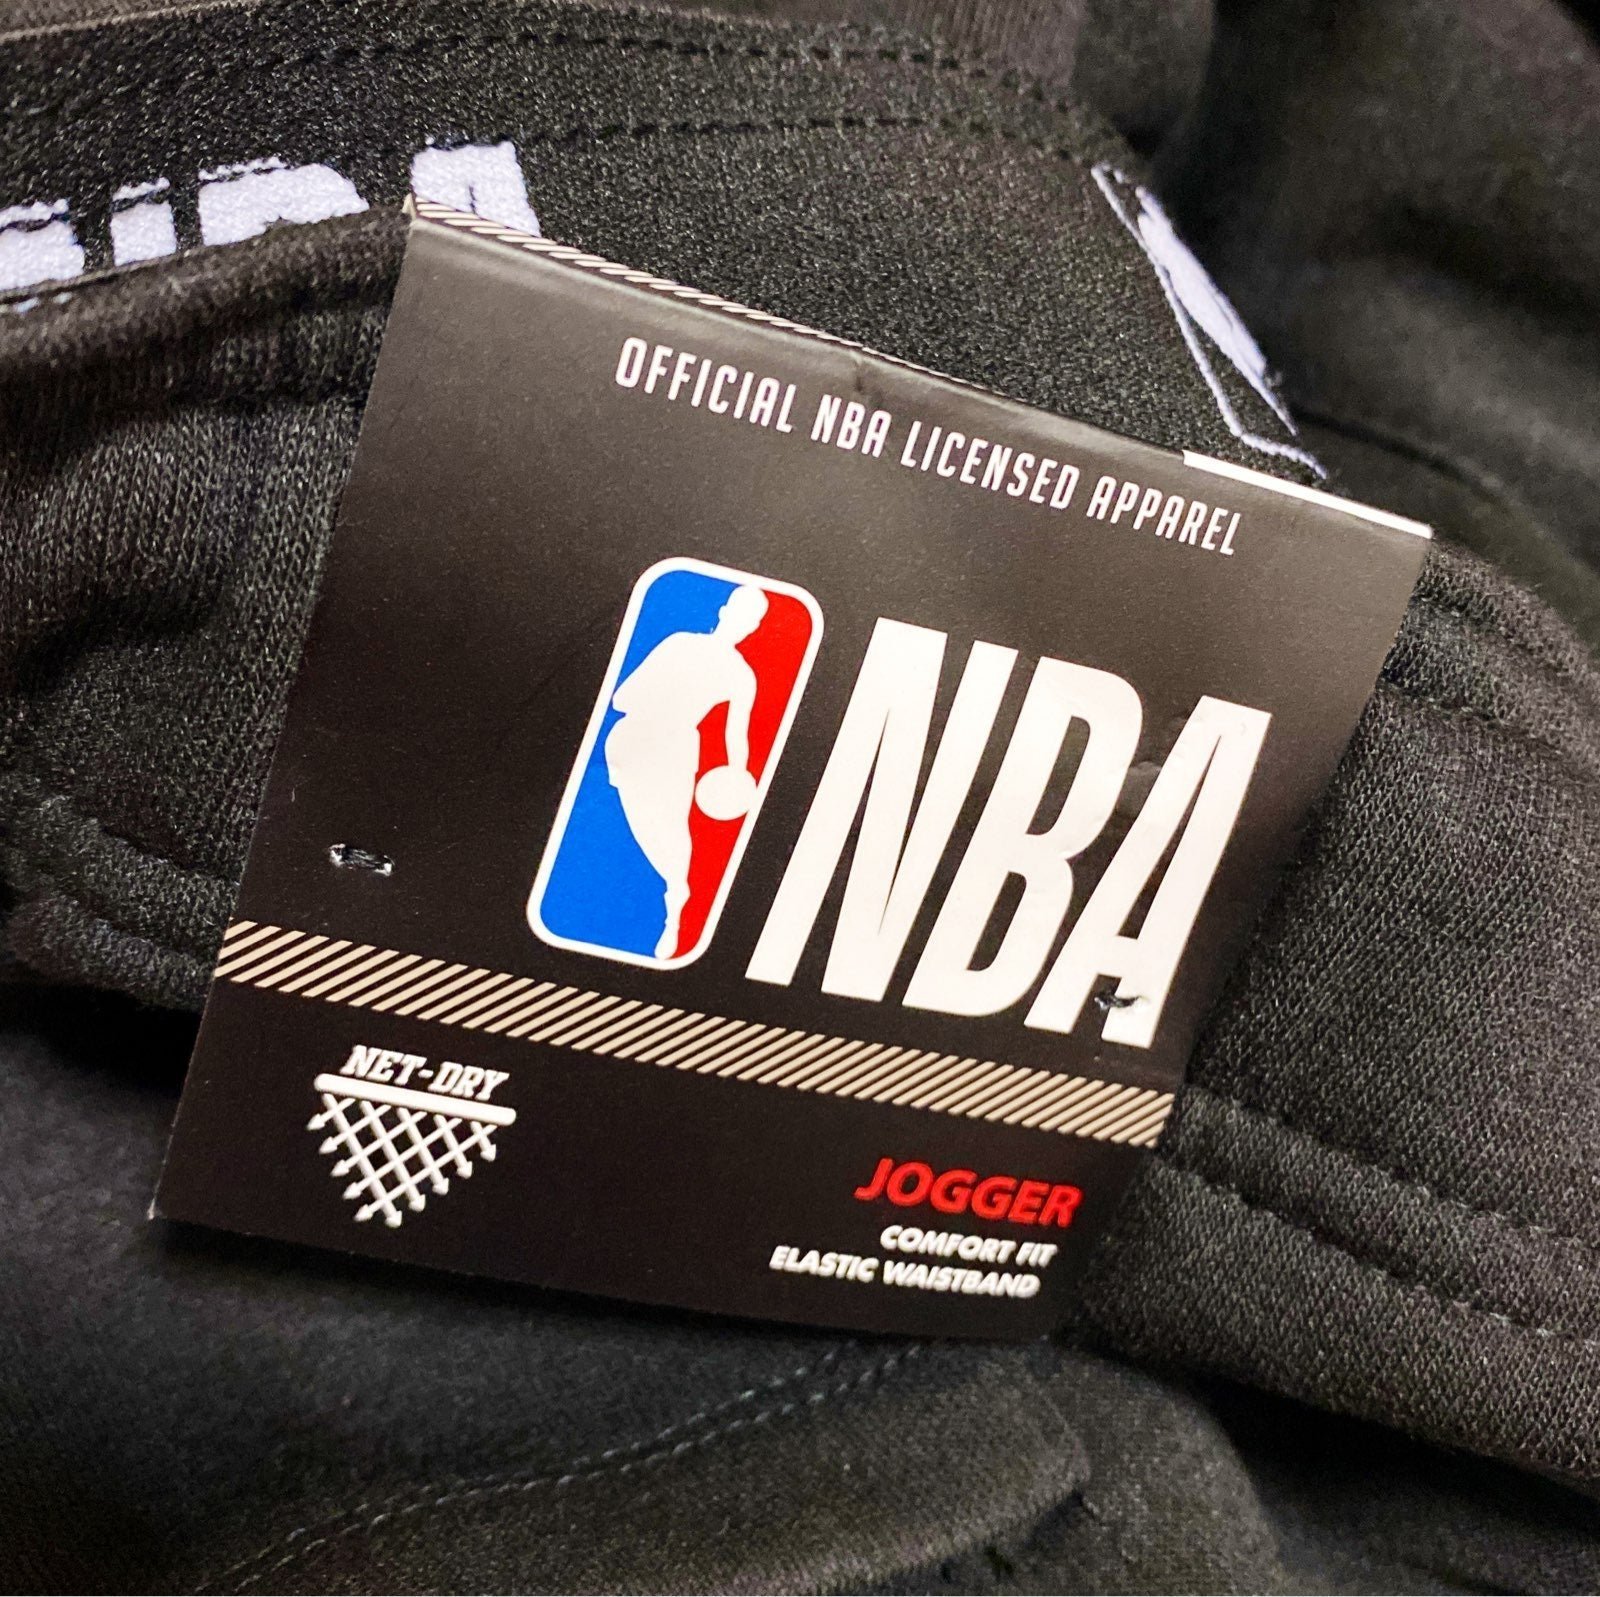 OFFICIAL NBA LICENSED APPAREL
NBA
NET-DRY
JOGGER
COMFORT FIT
ELASTIC WAISTBAND